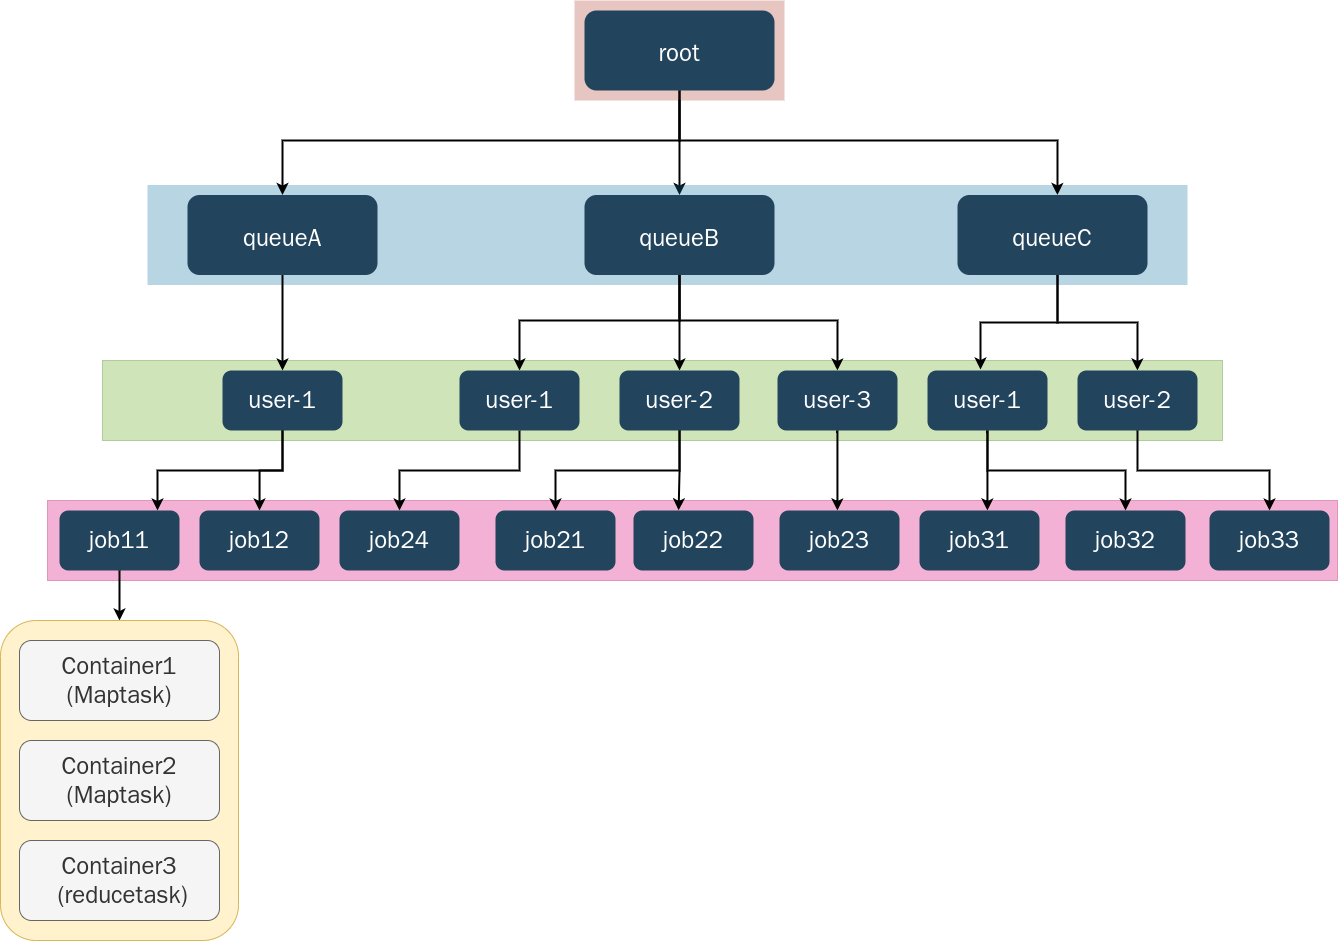 root
queueA
queueB
queueC
user-1
user-1
user-2
user-3
user-1
user-2
job11
job12
job24
job21
job22
job23
job31
job32
job33
Container1
(Maptask)
Container2
(Maptask)
Container3
(reducetask)